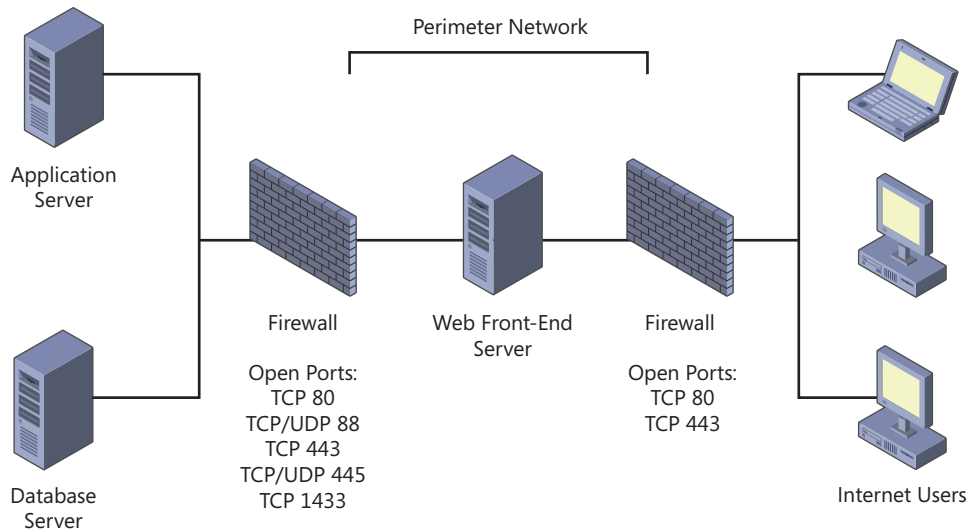 Perimeter Network
Application
Server
Firewall
Open Ports:
TCP 80
TCP/UDP 88
TCP 443
TCP/UDP 445
TCP 1433
Web Front-End
Server
Firewall
Open Ports:
TCP 80
TCP 443
Database
Server
Internet Users